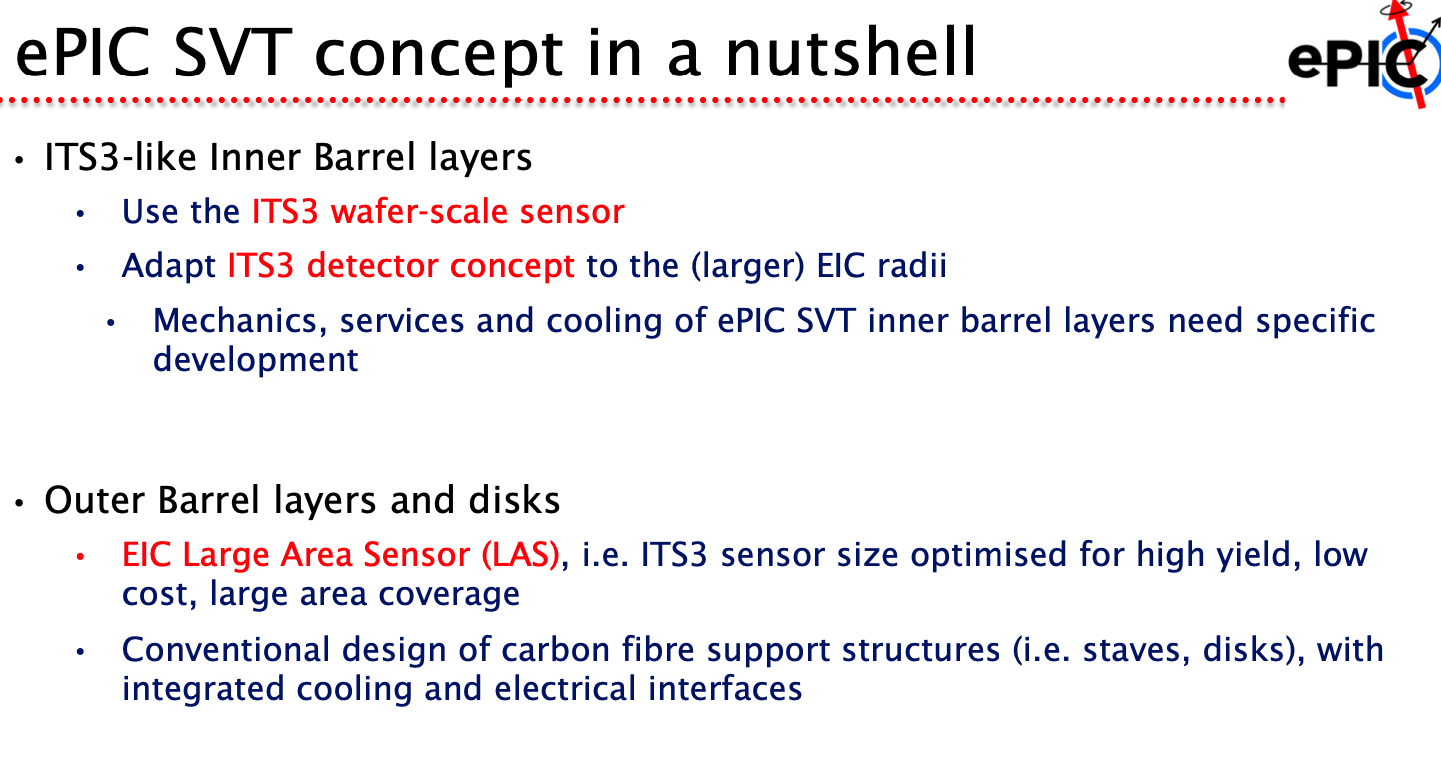 ePIC SVT concept in a nutshell
ePIC
• ITS3-like Inner Barrel layers
• Use the ITS3 wafer-scale sensor
• Adapt ITS3 detector concept to the (larger) EIC radii
• Mechanics, services and cooling of ePIC SVT inner barrel layers need specific
development
• Outer Barrel layers and disks
• EIC Large Area Sensor (LAS), i.e. ITS3 sensor size optimised for high yield, low
cost, large area coverage
• Conventional design of carbon fibre support structures (i.e. staves, disks), with
integrated cooling and electrical interfaces